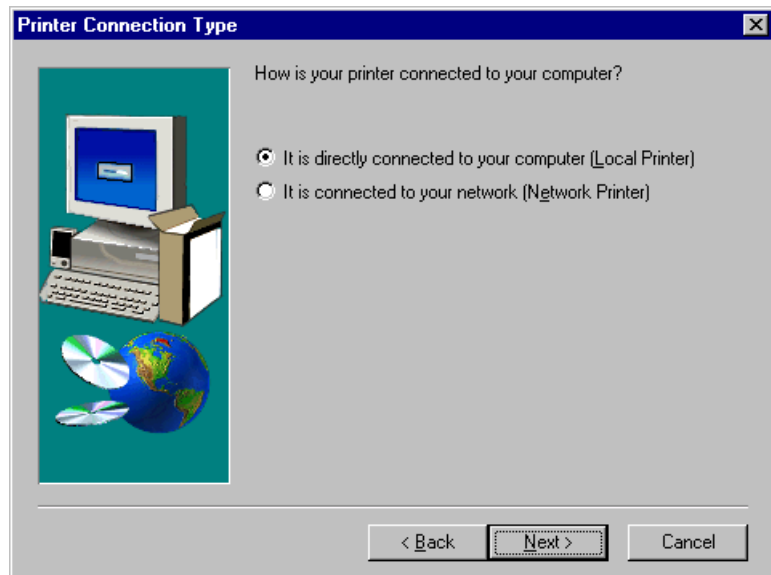 Printer Connection Type
How is your printer connected to your computer?
It is directly connected to your computer (Local Printer)
It is connected to your network (Network Printer)
< Back Next > Cancel